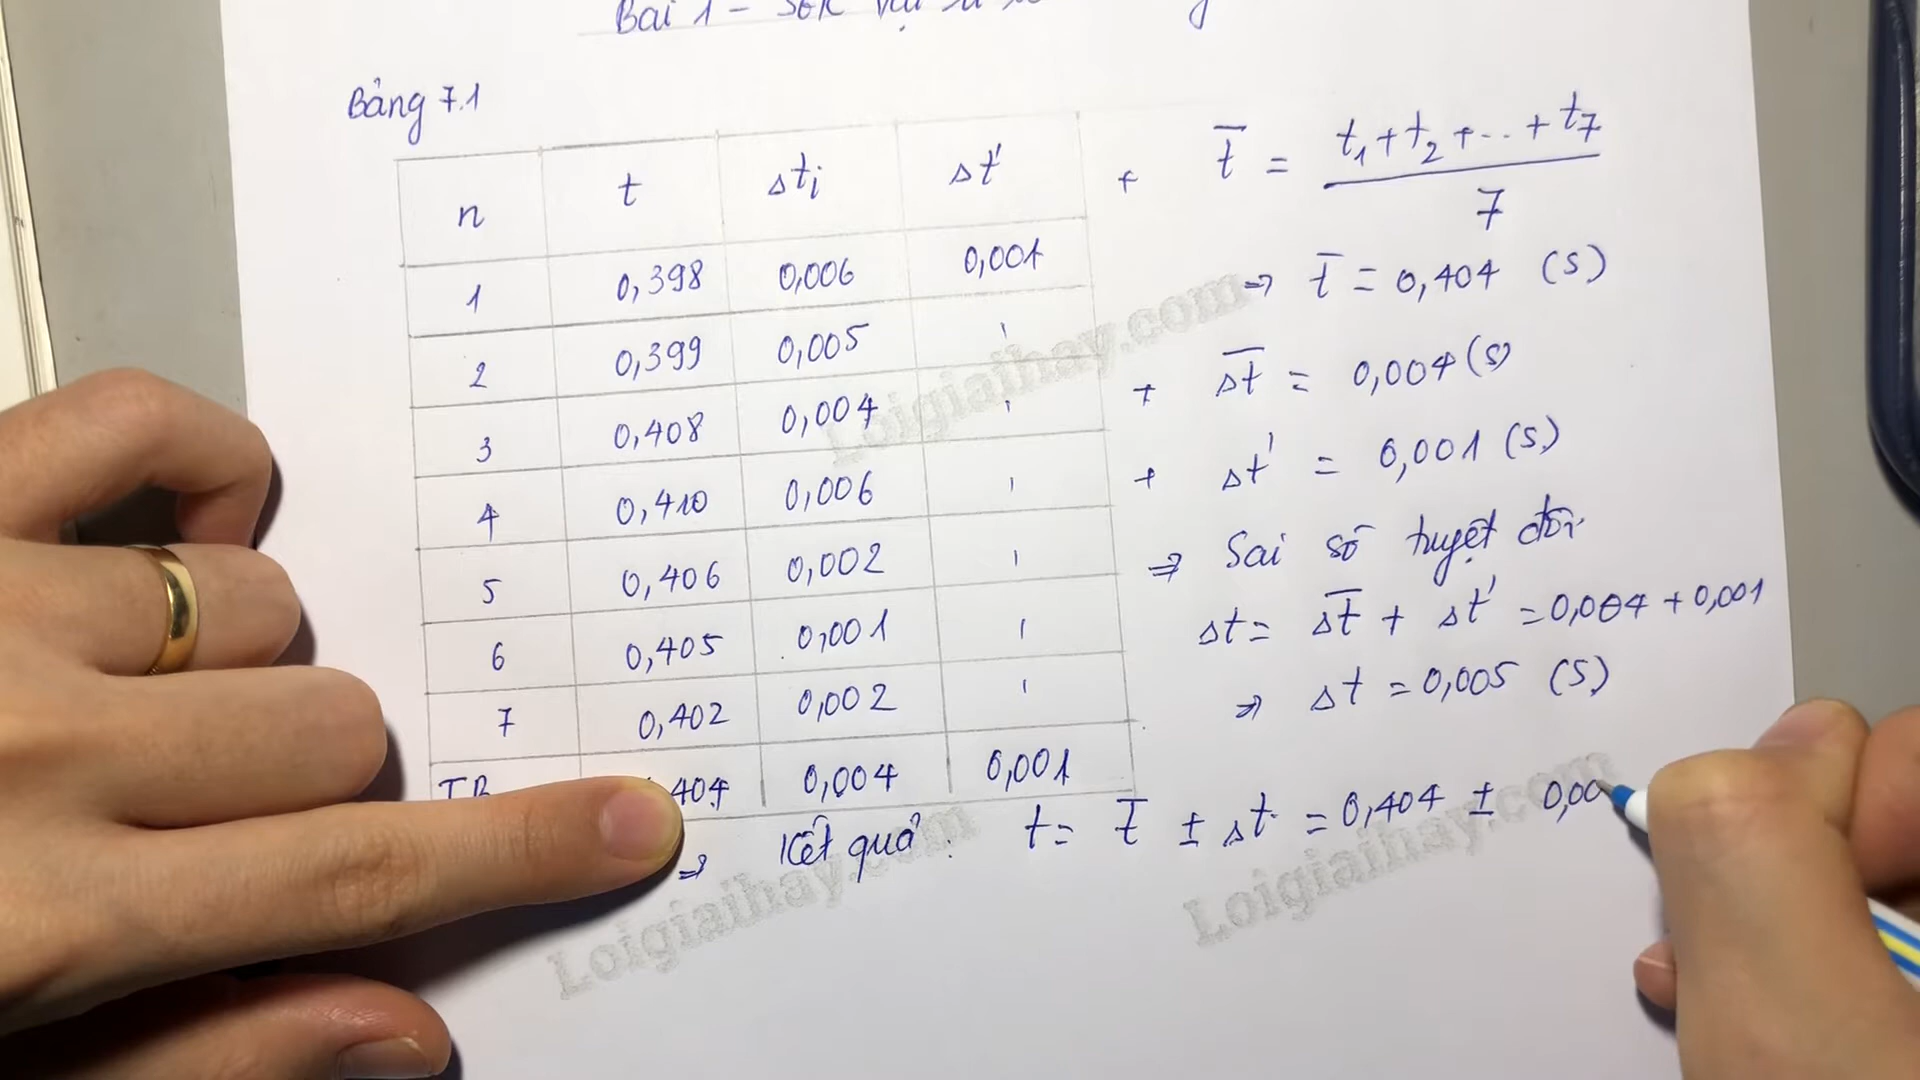 Bài 1 -
Bảng 7.1
n t Δti Δt'
1 0,398 0,006 0,001
2 0,399 0,005 '
3 0,408 0,004 '
4 0,410 0,006 '
5 0,406 0,002 '
6 0,405 0,001 '
7 0,402 0,002 '
TB 404 0,004 0,001
+ t̅ = (t1 + t2 + ... + t7) / 7
⇒ t̅ = 0,404 (s)
+ Δt̅ = 0,004 (s)
+ Δt' = 0,001 (s)
⇒ Sai số tuyệt đối
Δt = Δt̅ + Δt' = 0,004 + 0,001
⇒ Δt = 0,005 (s)
⇒ Kết quả : t = t̅ ± Δt = 0,404 ± 0,00
Loigiaihay.com
Loigiaihay.com
Loigiaihay.com